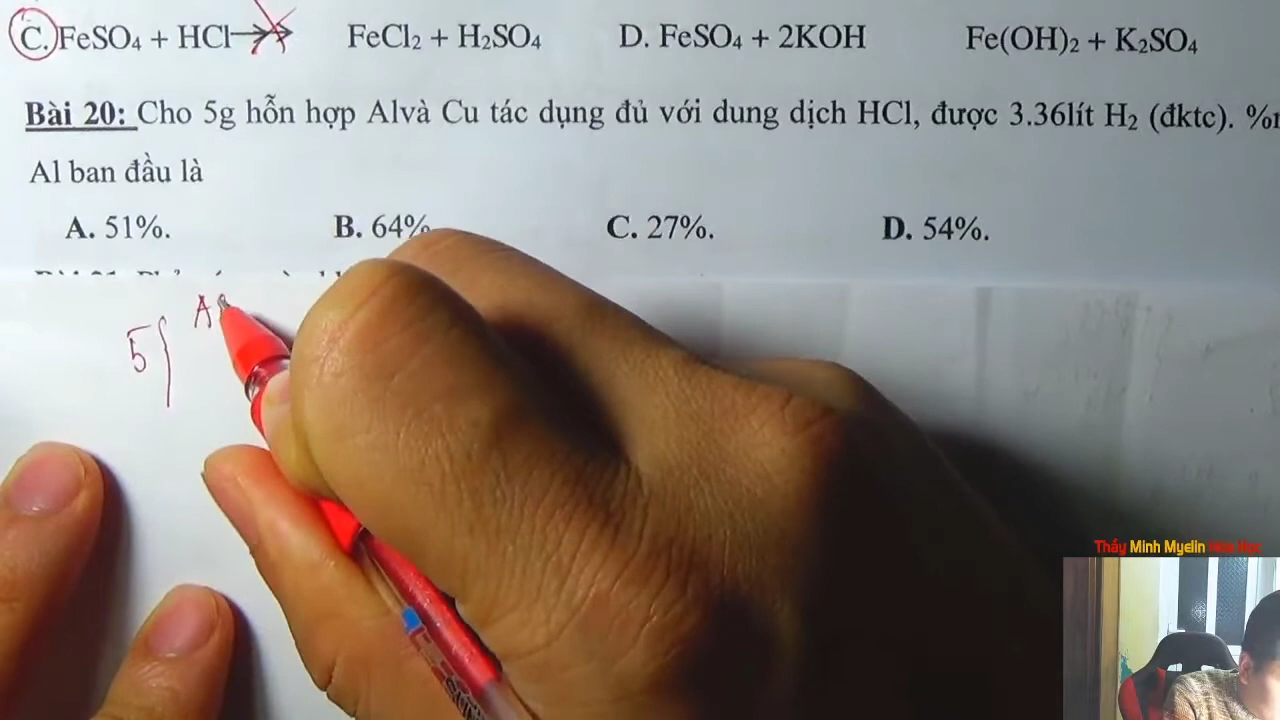 C. FeSO₄ + HCl→ FeCl₂ + H₂SO₄ D. FeSO₄ + 2KOH Fe(OH)₂ + K₂SO₄
Bài 20: Cho 5g hỗn hợp Alvà Cu tác dụng đủ với dung dịch HCl, được 3.36lít H₂ (đktc).
Al ban đầu là
A. 51%. B. 64% C. 27%. D. 54%.
5
Thầy Minh Myelin Hóa Học